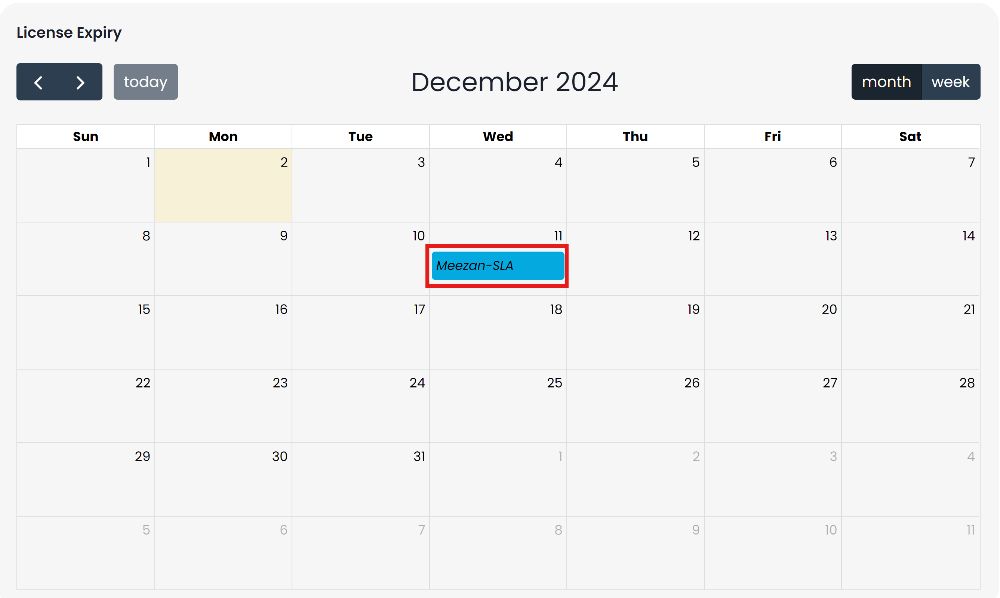 License Expiry
today
December 2024
month week
Sun Mon Tue Wed Thu Fri Sat
1 2 3 4 5 6 7
8 9 10 11 12 13 14
Meezan-SLA
15 16 17 18 19 20 21
22 23 24 25 26 27 28
29 30 31 1 2 3 4
5 6 7 8 9 10 11